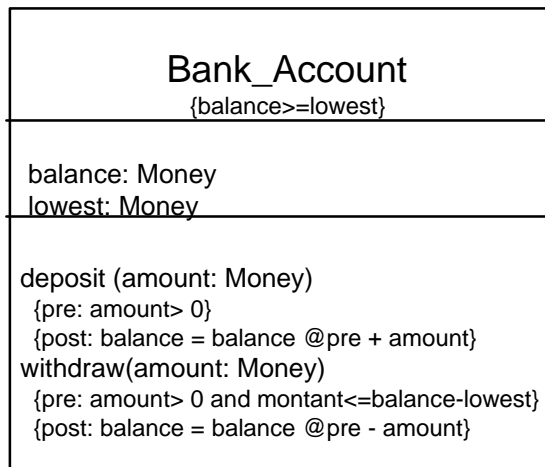 Bank_Account
{balance>=lowest}
balance: Money
lowest: Money
deposit (amount: Money)
{pre: amount> 0}
{post: balance = balance @pre + amount}
withdraw(amount: Money)
{pre: amount> 0 and montant<=balance-lowest}
{post: balance = balance @pre - amount}